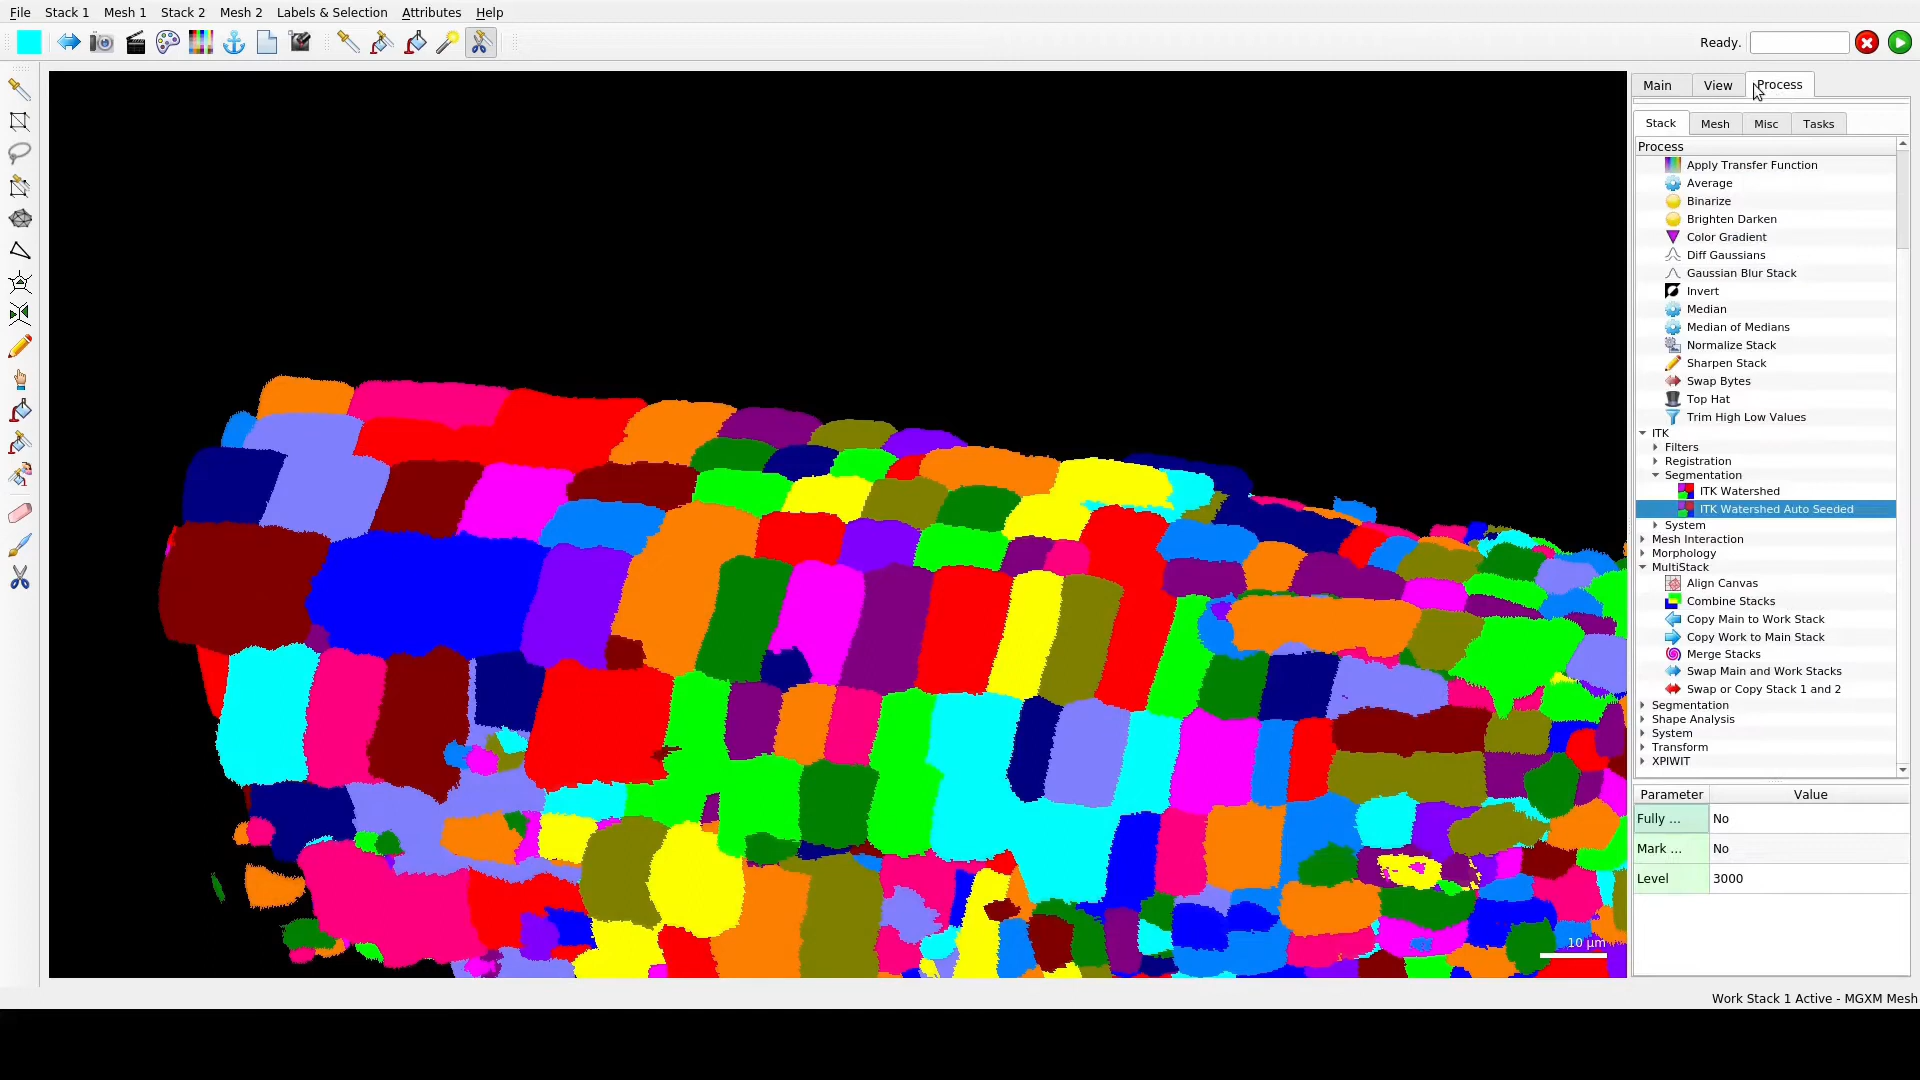 File Stack 1 Mesh 1 Stack 2 Mesh 2 Labels & Selection Attributes Help
Ready.
Main View Process
Stack Mesh Misc Tasks
Process
Apply Transfer Function
Average
Binarize
Brighten Darken
Color Gradient
Diff Gaussians
Gaussian Blur Stack
Invert
Median
Median of Medians
Normalize Stack
Sharpen Stack
Swap Bytes
Top Hat
Trim High Low Values
ITK
Filters
Registration
Segmentation
ITK Watershed
ITK Watershed Auto Seeded
System
Mesh Interaction
Morphology
MultiStack
Align Canvas
Combine Stacks
Copy Main to Work Stack
Copy Work to Main Stack
Merge Stacks
Swap Main and Work Stacks
Swap or Copy Stack 1 and 2
Segmentation
Shape Analysis
System
Transform
XPIWIT
Parameter Value
Fully ... No
Mark ... No
Level 3000
10 µm
Work Stack 1 Active - MGXM Mesh